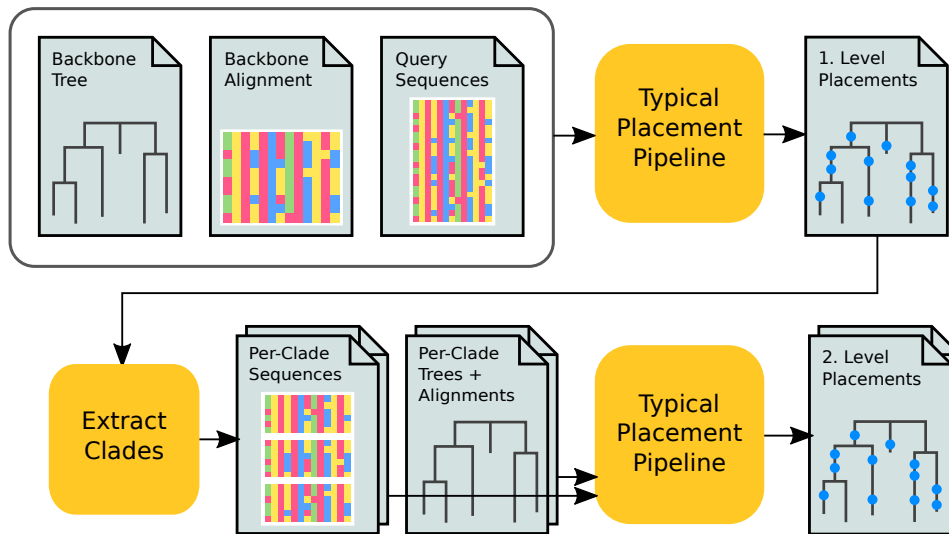 Backbone
Tree
Backbone
Alignment
Query
Sequences
Typical
Placement
Pipeline
1. Level
Placements
Extract
Clades
Per-Clade
Sequences
Per-Clade
Trees +
Alignments
Typical
Placement
Pipeline
2. Level
Placements